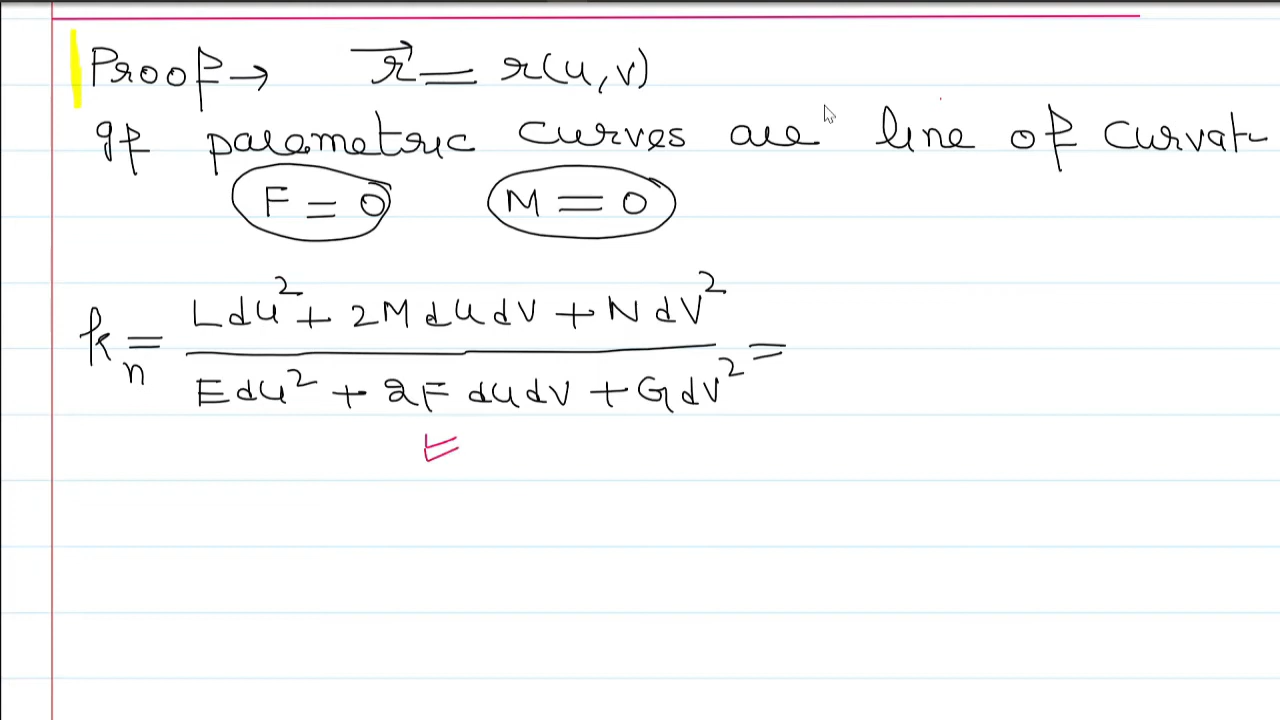 Proof → r⃗ = r(u, v)
If parametric curves are line of curvat
F = 0 M = 0
k_n = (L du² + 2M du dv + N dv²) / (E du² + 2F du dv + G dv²) =